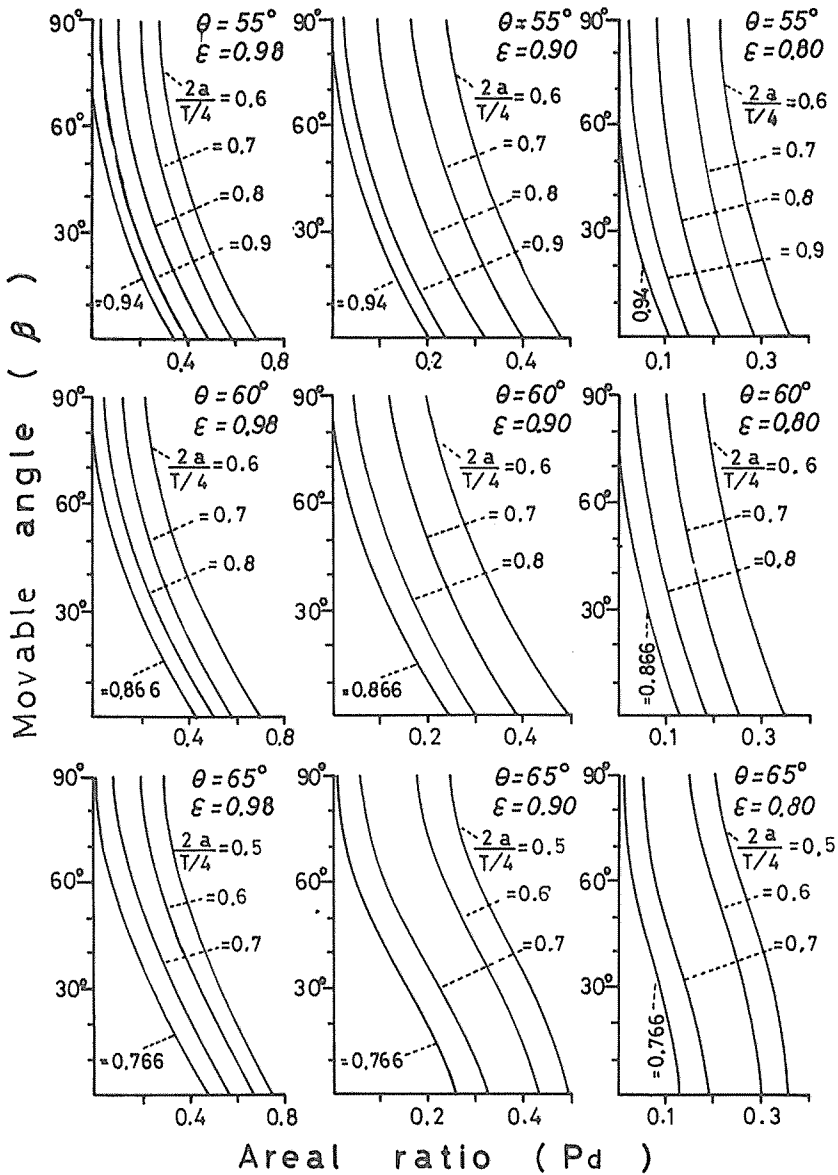 Movable angle ( β )
90°
60°
30°
θ = 55°
ε = 0.98
2a/T/4 = 0.6
= 0.7
= 0.8
= 0.9
=0.94
0.4
0.8
90°
60°
30°
θ = 55°
ε = 0.90
2a/T/4 = 0.6
= 0.7
= 0.8
= 0.9
=0.94
0.2
0.4
90°
60°
30°
θ = 55°
ε = 0.80
2a/T/4 = 0.6
= 0.7
= 0.8
= 0.9
0.94
0.1
0.3
90°
60°
30°
θ = 60°
ε = 0.98
2a/T/4 = 0.6
= 0.7
= 0.8
=0.866
0.4
0.8
90°
60°
30°
θ = 60°
ε = 0.90
2a/T/4 = 0.6
= 0.7
= 0.8
=0.866
0.2
0.4
90°
60°
30°
θ = 60°
ε = 0.80
2a/T/4 = 0.6
= 0.7
= 0.8
=0.866
0.1
0.3
90°
60°
30°
θ = 65°
ε = 0.98
2a/T/4 = 0.5
= 0.6
= 0.7
=0.766
0.4
0.8
90°
60°
30°
θ = 65°
ε = 0.90
2a/T/4 = 0.5
= 0.6
= 0.7
=0.766
0.2
0.4
90°
60°
30°
θ = 65°
ε = 0.80
2a/T/4 = 0.5
= 0.6
= 0.7
=0.766
0.1
0.3
Areal ratio ( Pd )